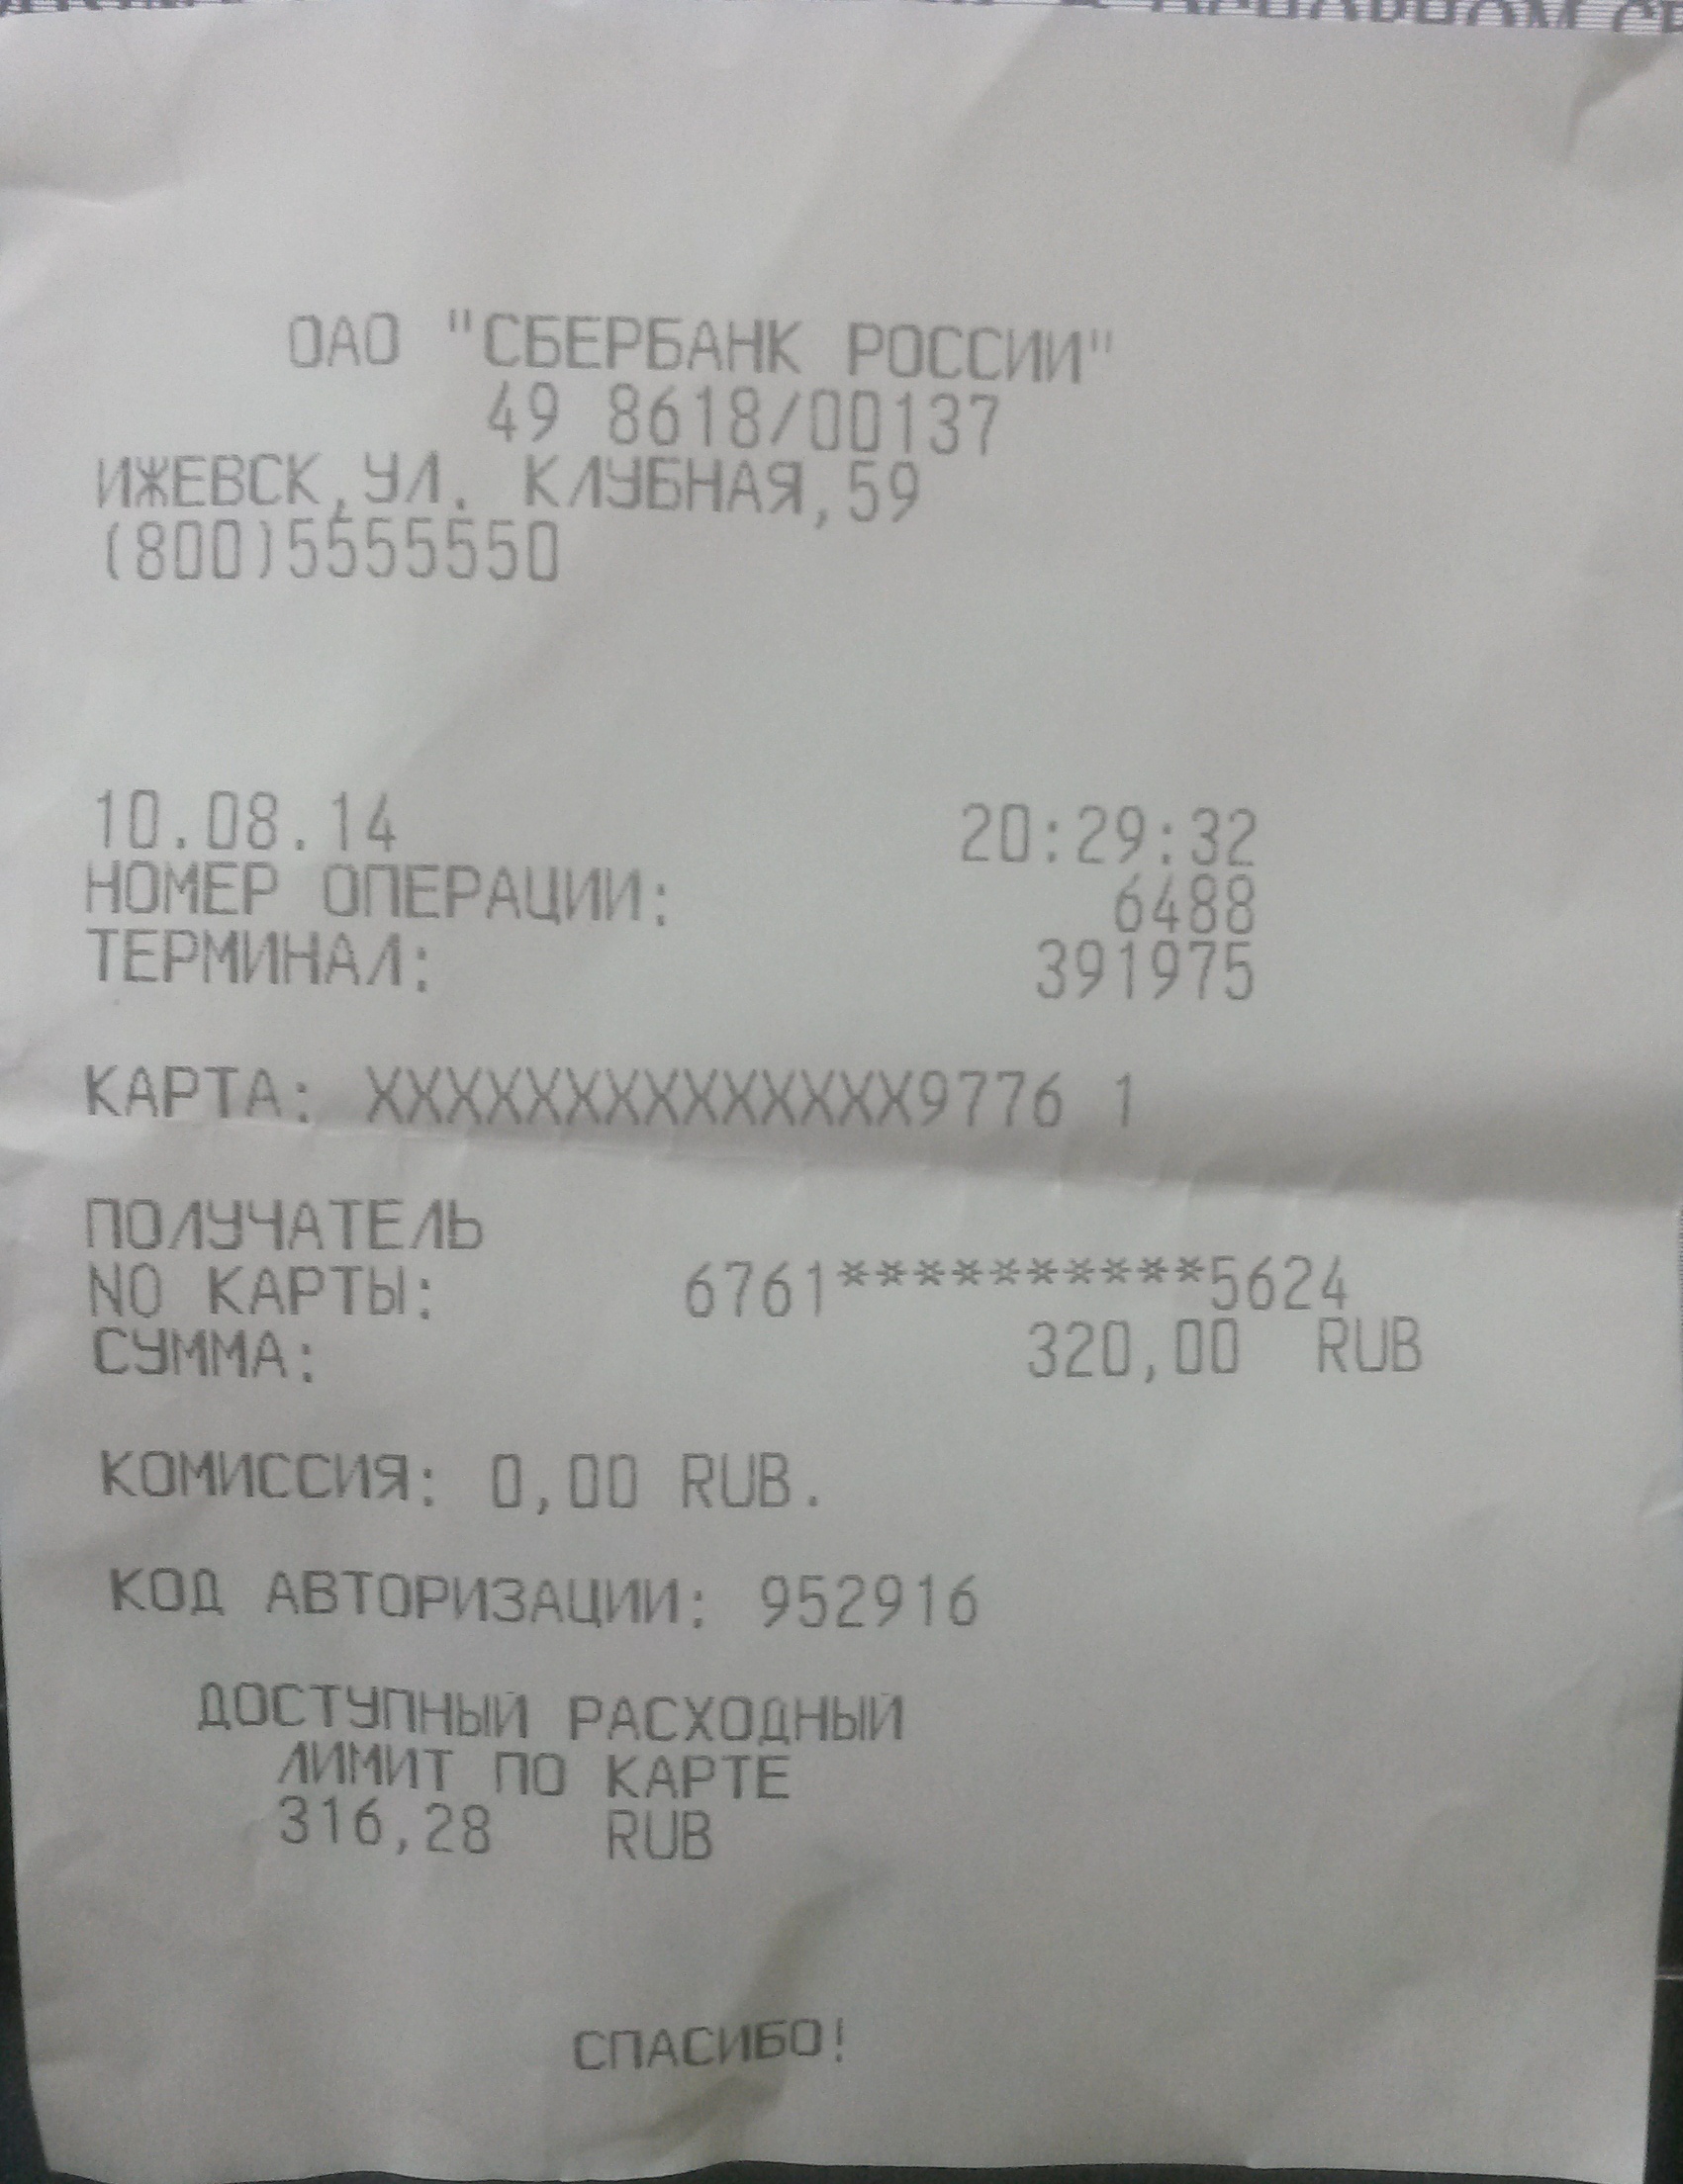 ОАО "СБЕРБАНК РОССИИ"
49 8618/00137
ИЖЕВСК,УЛ. КЛУБНАЯ,59
(800)5555550
10.08.14 20:29:32
НОМЕР ОПЕРАЦИИ: 6488
ТЕРМИНАЛ: 391975
КАРТА: XXXXXXXXXXXXXX9776 1
ПОЛУЧАТЕЛЬ
NO КАРТЫ: 6761**********5624
СУММА: 320,00 RUB
КОМИССИЯ: 0,00 RUB.
КОД АВТОРИЗАЦИИ: 952916
ДОСТУПНЫЙ РАСХОДНЫЙ
ЛИМИТ ПО КАРТЕ
316,28 RUB
СПАСИБО!